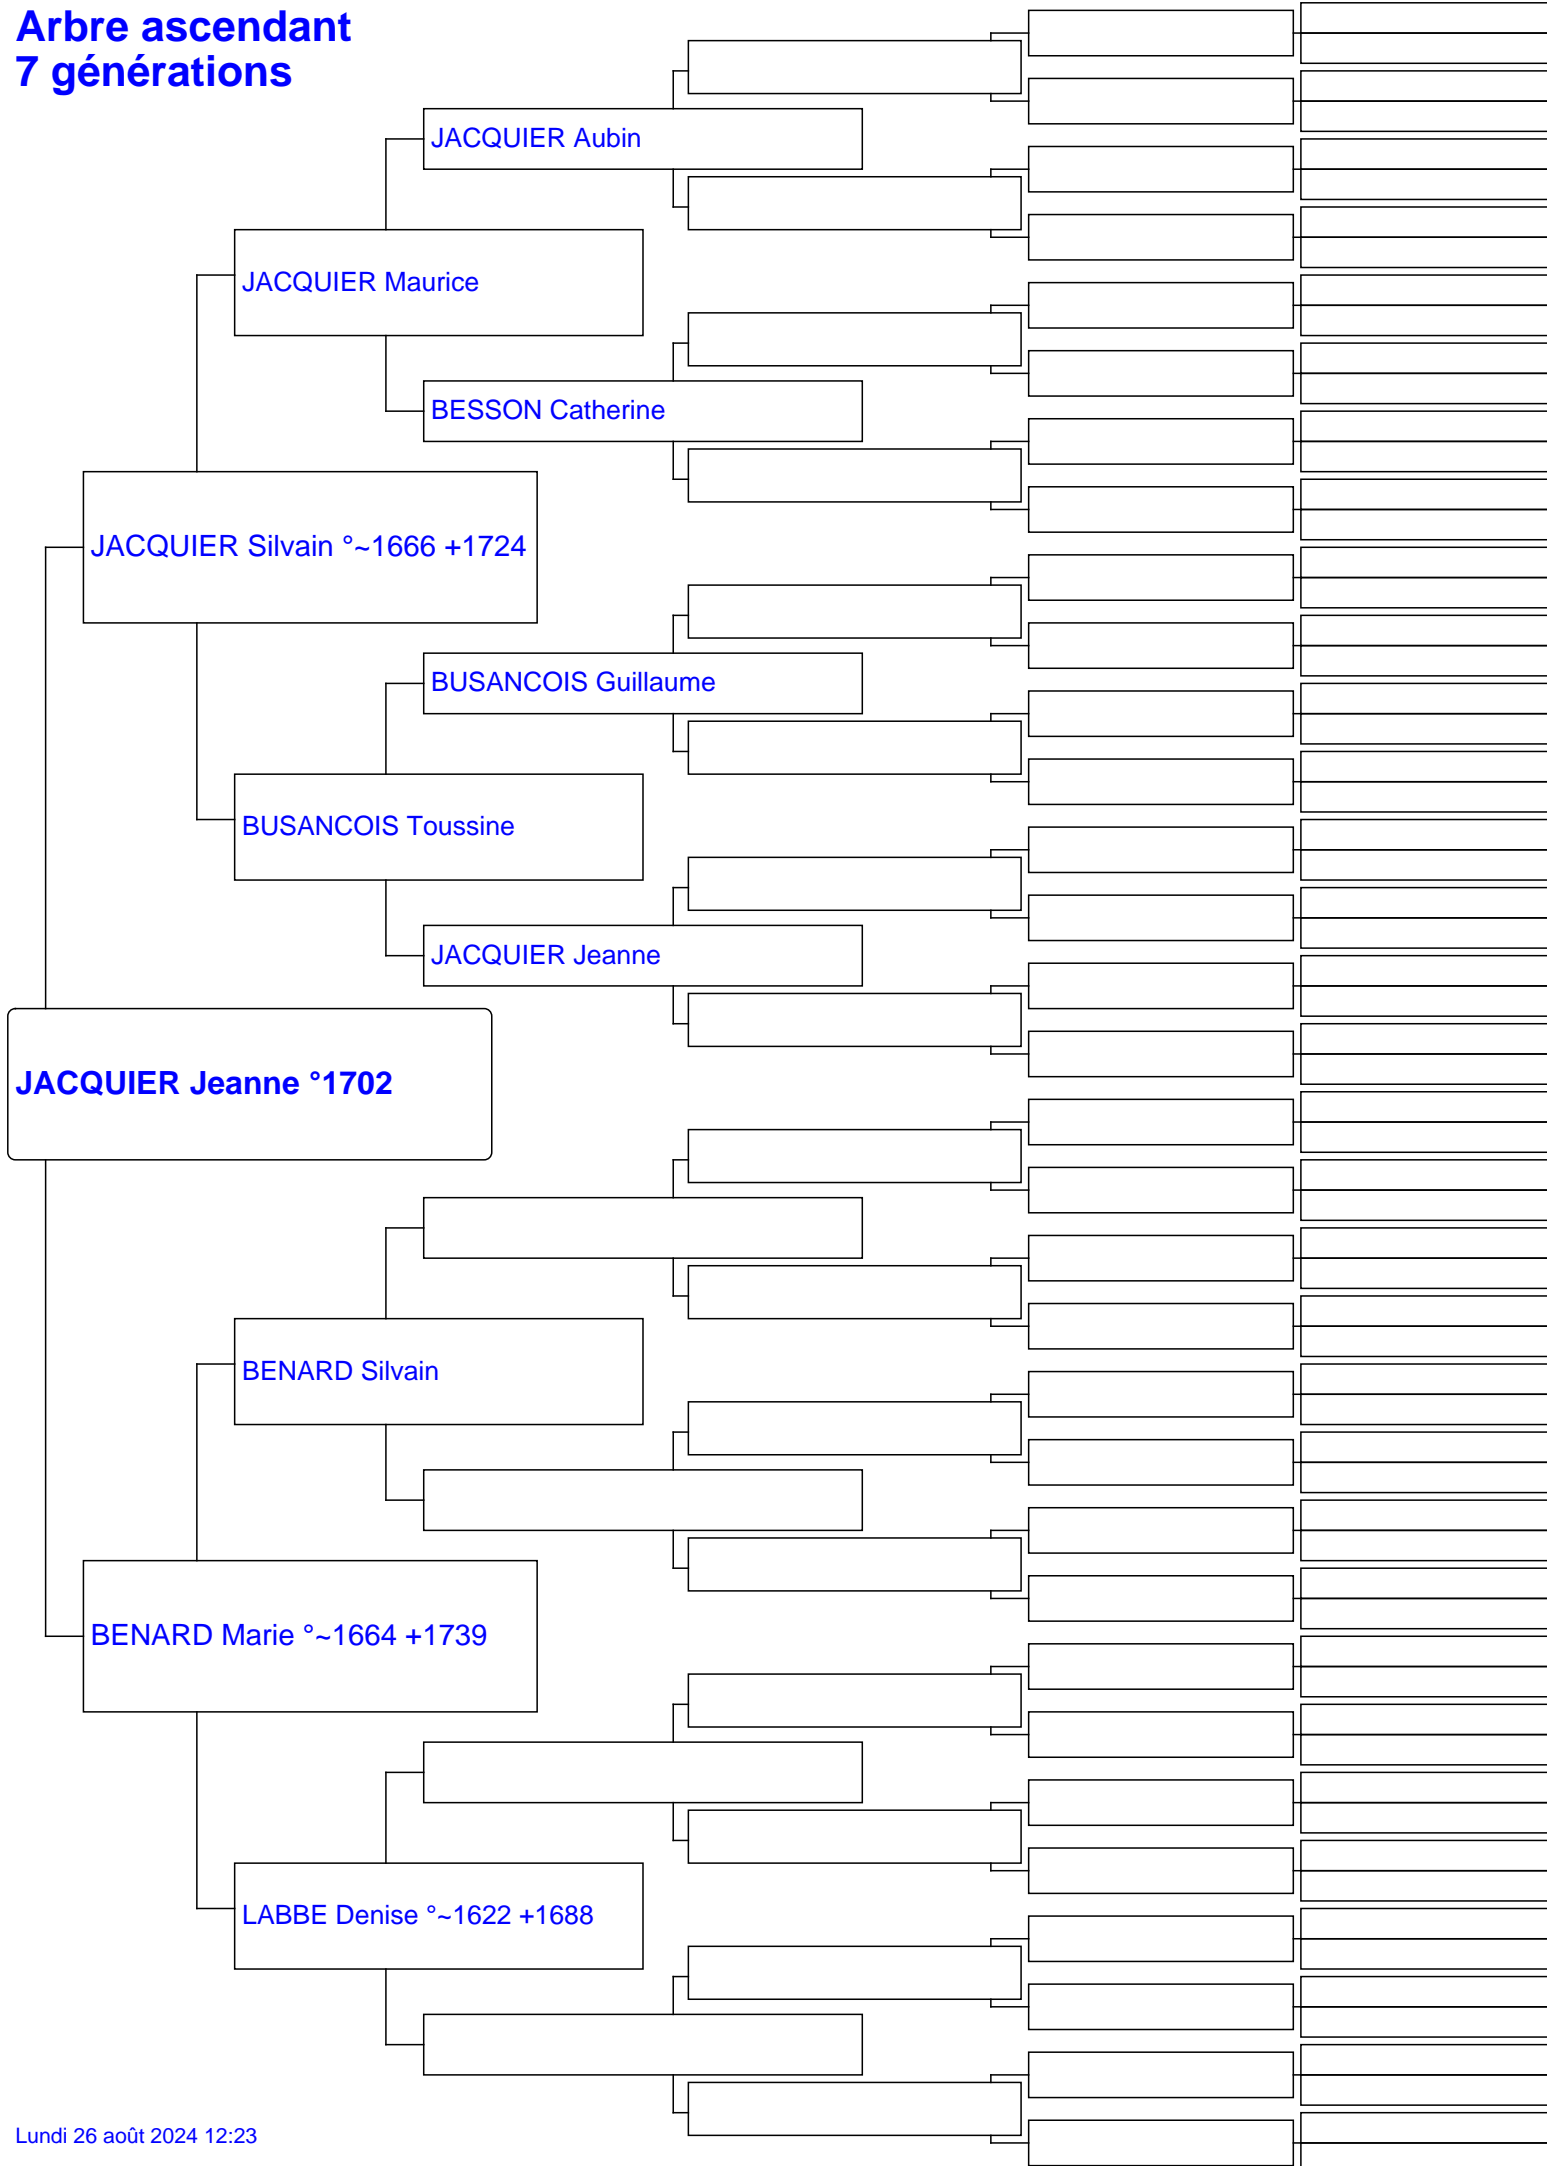 Arbre ascendant
7 générations
JACQUIER Aubin
JACQUIER Maurice
BESSON Catherine
JACQUIER Silvain °~1666 +1724
BUSANCOIS Guillaume
BUSANCOIS Toussine
JACQUIER Jeanne
JACQUIER Jeanne °1702
BENARD Silvain
BENARD Marie °~1664 +1739
LABBE Denise °~1622 +1688
Lundi 26 août 2024 12:23